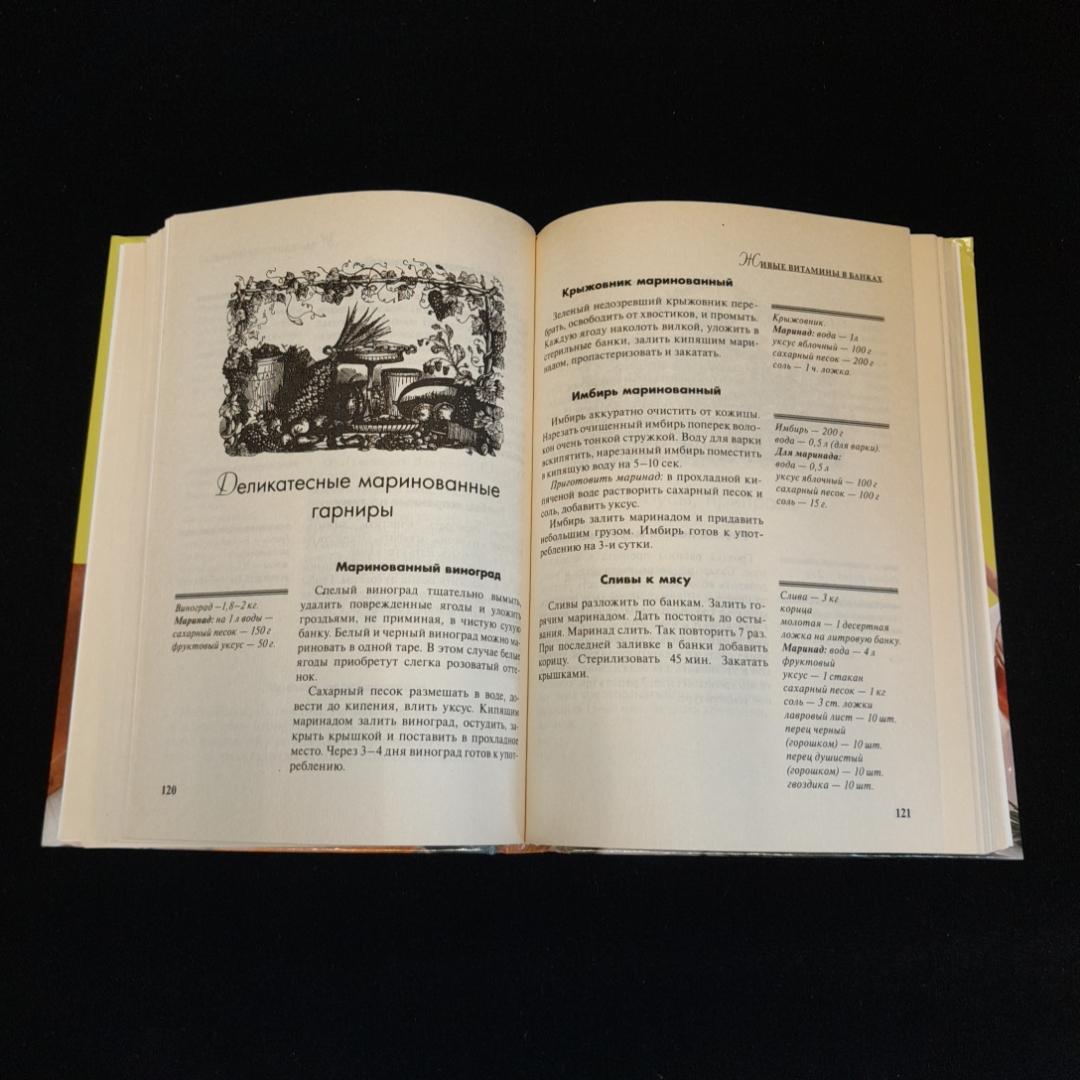 Деликатесные маринованные
гарниры
Маринованный виноград
Виноград –1,8–2 кг.
Маринад: на 1 л воды —
сахарный песок — 150 г
фруктовый уксус — 50 г.
Спелый виноград тщательно вымыть,
удалить поврежденные ягоды и уложить
гроздьями, не приминая, в чистую сухую
банку. Белый и черный виноград можно ма-
риновать в одной таре. В этом случае белые
ягоды приобретут слегка розоватый отте-
нок.
Сахарный песок размешать в воде, до-
вести до кипения, влить уксус. Кипящим
маринадом залить виноград, остудить, за-
крыть крышкой и поставить в прохладное
место. Через 3–4 дня виноград готов к упот-
реблению.
120
Живые витамины в банках
Крыжовник маринованный
Зеленый недозревший крыжовник пере-
брать, освободить от хвостиков, и промыть.
Каждую ягоду наколоть вилкой, уложить в
стерильные банки, залить кипящим мари-
надом, пропастеризовать и закатать.
Крыжовник.
Маринад: вода — 1л
уксус яблочный — 100 г
сахарный песок — 200 г
соль — 1 ч. ложка.
Имбирь маринованный
Имбирь аккуратно очистить от кожицы.
Нарезать очищенный имбирь поперек воло-
кон очень тонкой стружкой. Воду для варки
вскипятить, нарезанный имбирь поместить
в кипящую воду на 5–10 сек.
Приготовить маринад: в прохладной ки-
пяченой воде растворить сахарный песок и
соль, добавить уксус.
Имбирь залить маринадом и придавить
небольшим грузом. Имбирь готов к упот-
реблению на 3-и сутки.
Имбирь — 200 г
вода — 0,5 л (для варки).
Для маринада:
вода — 0,5 л
уксус яблочный — 100 г
сахарный песок — 100 г
соль — 15 г.
Сливы к мясу
Сливы разложить по банкам. Залить го-
рячим маринадом. Дать постоять до осты-
вания. Маринад слить. Так повторить 7 раз.
При последней заливке в банки добавить
корицу. Стерилизовать 45 мин. Закатать
крышками.
Слива — 3 кг
корица
молотая — 1 десертная
ложка на литровую банку.
Маринад: вода — 4 л
фруктовый
уксус — 1 стакан
сахарный песок — 1 кг
соль — 3 ст. ложки
лавровый лист — 10 шт.
перец черный
(горошком) — 10 шт.
перец душистый
(горошком) — 10 шт.
гвоздика — 10 шт.
121